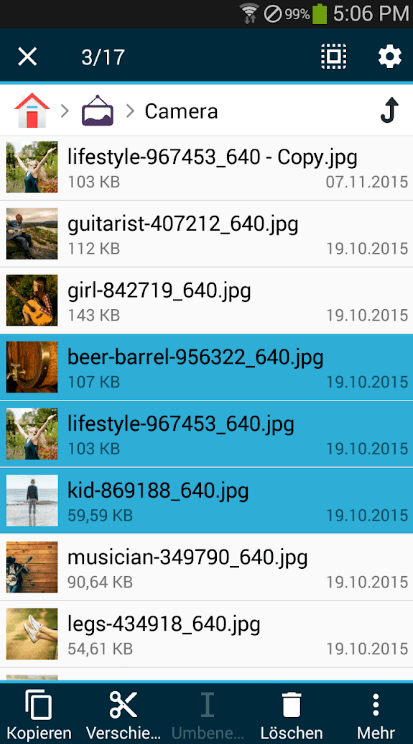 99% 5:06 PM
3/17
Camera
lifestyle-967453_640 - Copy.jpg
103 KB 07.11.2015
guitarist-407212_640.jpg
112 KB 19.10.2015
girl-842719_640.jpg
143 KB 19.10.2015
beer-barrel-956322_640.jpg
107 KB 19.10.2015
lifestyle-967453_640.jpg
103 KB 19.10.2015
kid-869188_640.jpg
59,59 KB 19.10.2015
musician-349790_640.jpg
90,64 KB 19.10.2015
legs-434918_640.jpg
54,61 KB 19.10.2015
Kopieren Verschie... Umbene... Löschen Mehr